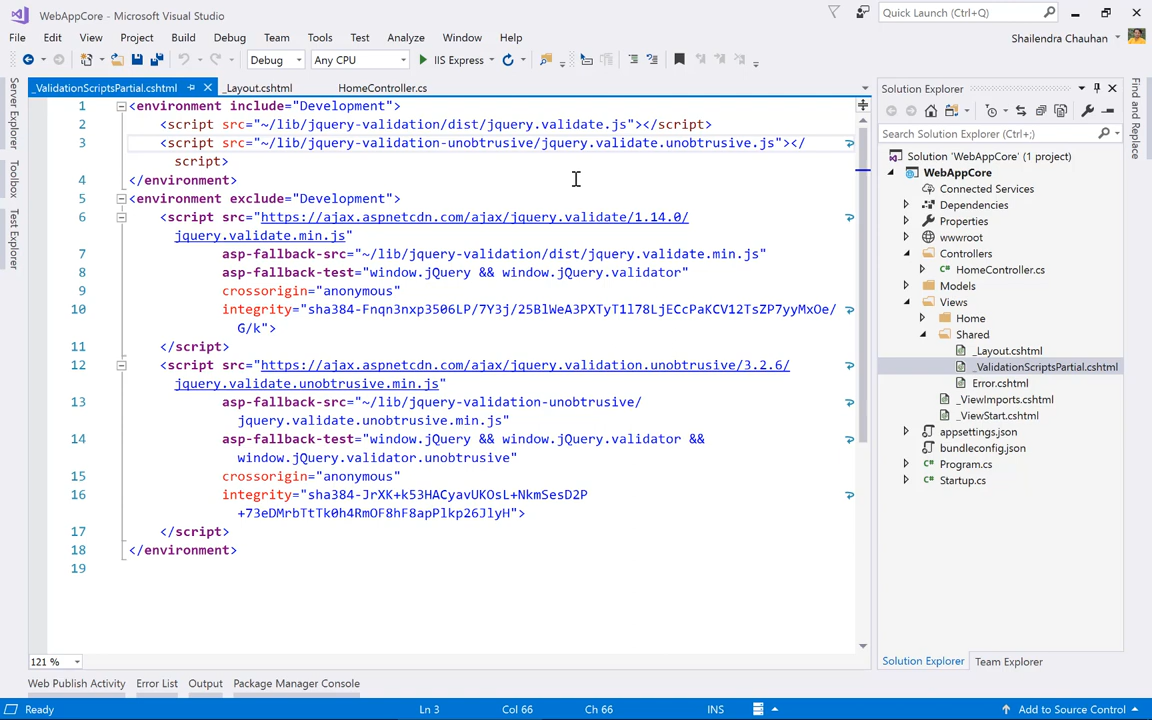 WebAppCore - Microsoft Visual Studio
Quick Launch (Ctrl+Q)
File Edit View Project Build Debug Team Tools Test Analyze Window Help
Shailendra Chauhan
Debug Any CPU IIS Express
Server Explorer
Toolbox
Test Explorer
_ValidationScriptsPartial.cshtml _Layout.cshtml HomeController.cs
1 <environment include="Development">
2 <script src="~/lib/jquery-validation/dist/jquery.validate.js"></script>
3 <script src="~/lib/jquery-validation-unobtrusive/jquery.validate.unobtrusive.js"></
script>
4 </environment>
5 <environment exclude="Development">
6 <script src="https://ajax.aspnetcdn.com/ajax/jquery.validate/1.14.0/
jquery.validate.min.js"
7 asp-fallback-src="~/lib/jquery-validation/dist/jquery.validate.min.js"
8 asp-fallback-test="window.jQuery && window.jQuery.validator"
9 crossorigin="anonymous"
10 integrity="sha384-Fnqn3nxp3506LP/7Y3j/25BlWeA3PXTyT1l78LjECcPaKCV12TsZP7yyMxOe/
G/k">
11 </script>
12 <script src="https://ajax.aspnetcdn.com/ajax/jquery.validation.unobtrusive/3.2.6/
jquery.validate.unobtrusive.min.js"
13 asp-fallback-src="~/lib/jquery-validation-unobtrusive/
jquery.validate.unobtrusive.min.js"
14 asp-fallback-test="window.jQuery && window.jQuery.validator &&
window.jQuery.validator.unobtrusive"
15 crossorigin="anonymous"
16 integrity="sha384-JrXK+k53HACyavUKOsL+NkmSesD2P
+73eDMrbTtTk0h4RmOF8hF8apPlkp26JlyH">
17 </script>
18 </environment>
19
121 %
Solution Explorer
Search Solution Explorer (Ctrl+;)
Solution 'WebAppCore' (1 project)
WebAppCore
Connected Services
Dependencies
Properties
wwwroot
Controllers
HomeController.cs
Models
Views
Home
Shared
_Layout.cshtml
_ValidationScriptsPartial.cshtml
Error.cshtml
_ViewImports.cshtml
_ViewStart.cshtml
appsettings.json
bundleconfig.json
Program.cs
Startup.cs
Solution Explorer Team Explorer
Find and Replace
Web Publish Activity Error List Output Package Manager Console
Ready Ln 3 Col 66 Ch 66 INS Add to Source Control